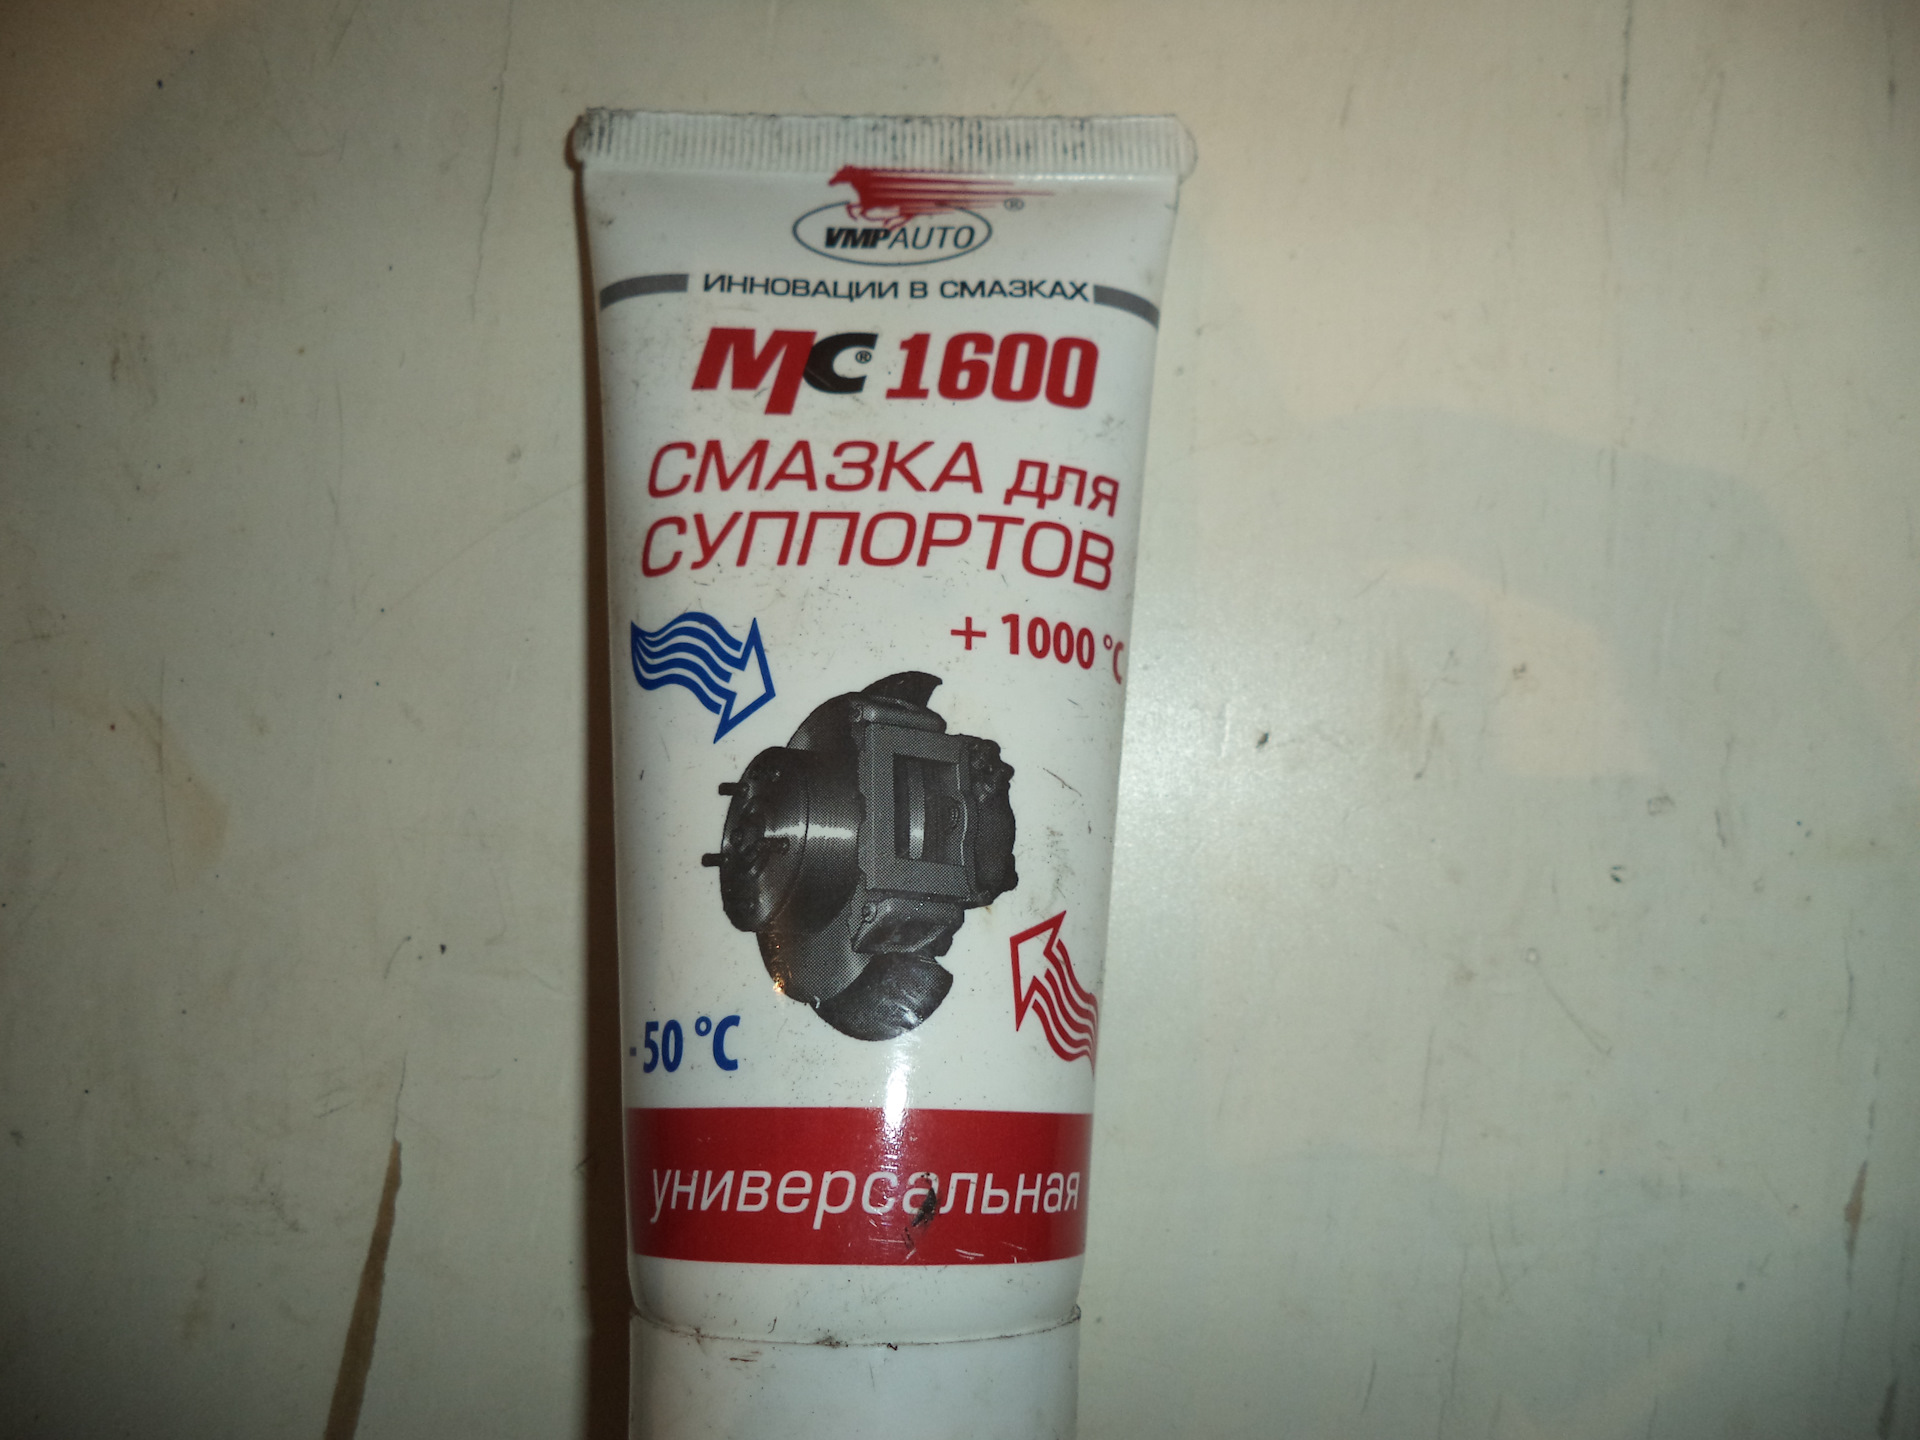 VMPAUTO ®
ИННОВАЦИИ В СМАЗКАХ
МС® 1600
СМАЗКА для
СУППОРТОВ
+ 1000 °C
- 50 °C
универсальная